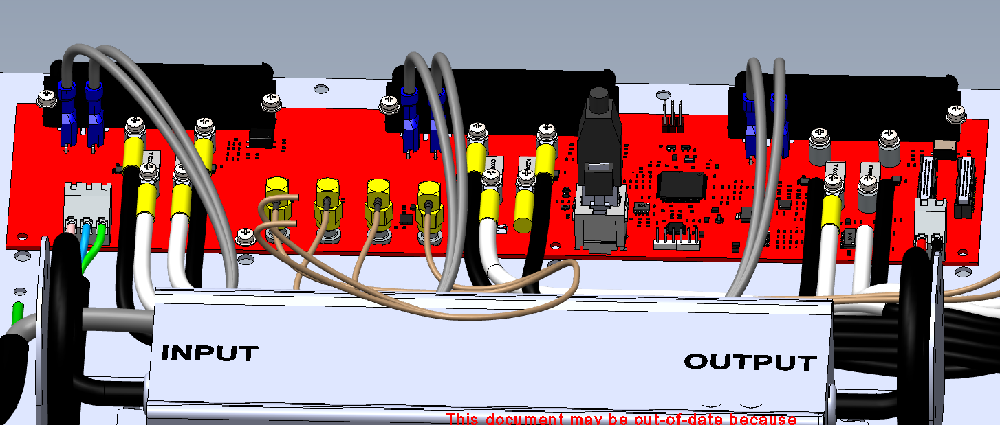 INPUT
OUTPUT
This document may be out-of-date because